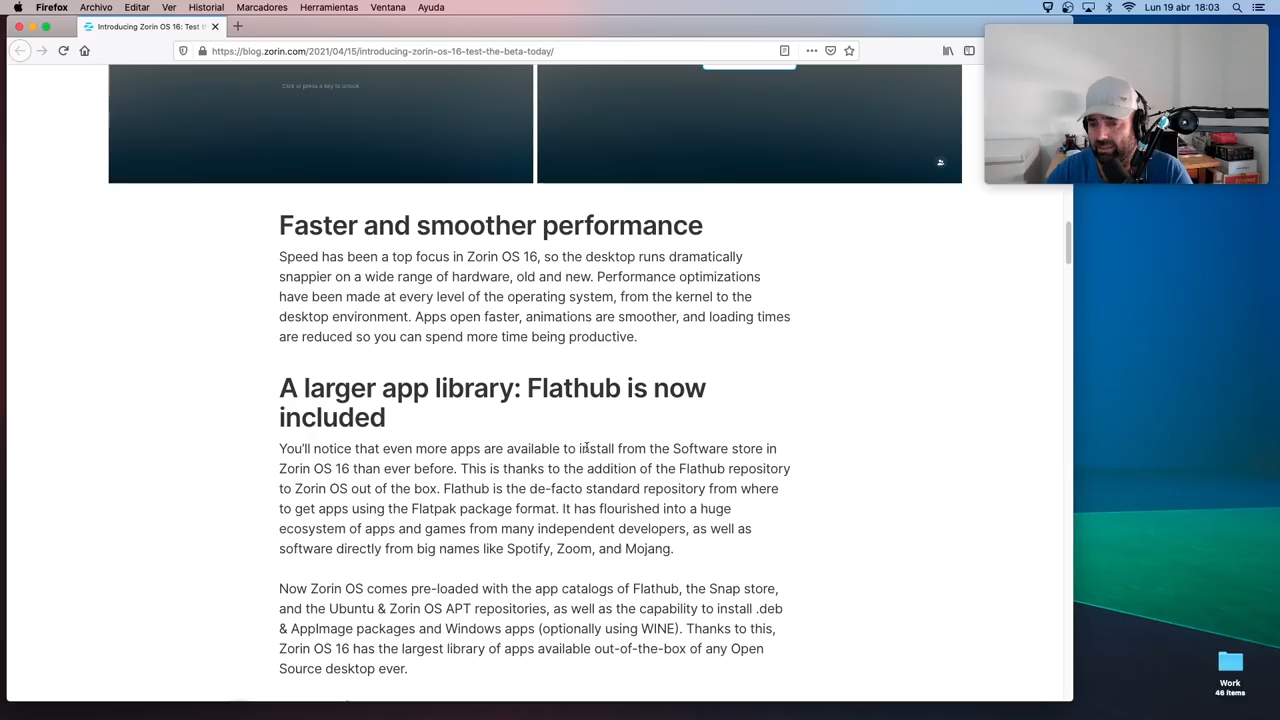 Firefox Archivo Editar Ver Historial Marcadores Herramientas Ventana Ayuda Lun 19 abr 18:03
Introducing Zorin OS 16: Test t
https://blog.zorin.com/2021/04/15/introducing-zorin-os-16-test-the-beta-today/
Click or press a key to unlock
Faster and smoother performance
Speed has been a top focus in Zorin OS 16, so the desktop runs dramatically
snappier on a wide range of hardware, old and new. Performance optimizations
have been made at every level of the operating system, from the kernel to the
desktop environment. Apps open faster, animations are smoother, and loading times
are reduced so you can spend more time being productive.
A larger app library: Flathub is now
included
You’ll notice that even more apps are available to install from the Software store in
Zorin OS 16 than ever before. This is thanks to the addition of the Flathub repository
to Zorin OS out of the box. Flathub is the de-facto standard repository from where
to get apps using the Flatpak package format. It has flourished into a huge
ecosystem of apps and games from many independent developers, as well as
software directly from big names like Spotify, Zoom, and Mojang.
Now Zorin OS comes pre-loaded with the app catalogs of Flathub, the Snap store,
and the Ubuntu & Zorin OS APT repositories, as well as the capability to install .deb
& AppImage packages and Windows apps (optionally using WINE). Thanks to this,
Zorin OS 16 has the largest library of apps available out-of-the-box of any Open
Source desktop ever.
Work
46 items